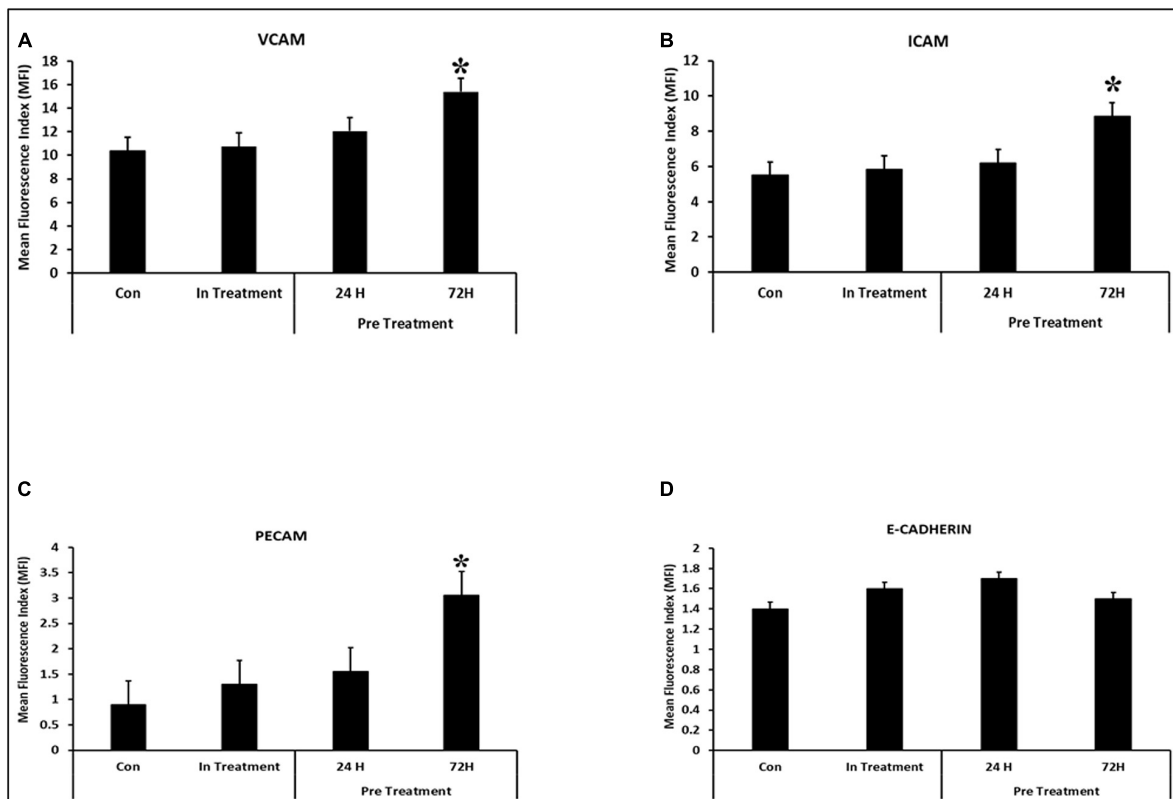 A
VCAM
Mean Fluorescence Index (MFI)
18
16
14
12
10
8
6
4
2
0
*
Con
In Treatment
24 H
72H
Pre Treatment
B
ICAM
Mean Fluorescence Index (MFI)
12
10
8
6
4
2
0
*
Con
In Treatment
24 H
72H
Pre Treatment
C
PECAM
Mean Fluorescence Index (MFI)
4
3.5
3
2.5
2
1.5
1
0.5
0
*
Con
In Treatment
24 H
72H
Pre Treatment
D
E-CADHERIN
Mean Fluorescence Index (MFI)
2
1.8
1.6
1.4
1.2
1
0.8
0.6
0.4
0.2
0
Con
In Treatment
24 H
72H
Pre Treatment